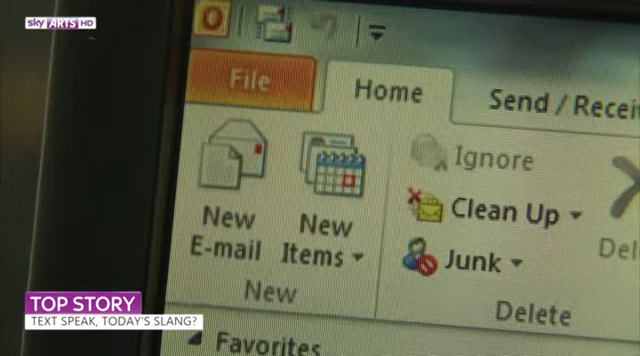 sky ARTS HD
File
Home
Send / Recei
Ignore
Clean Up
Junk
Del
New
E-mail
New
Items
New
Delete
Favorites
TOP STORY
TEXT SPEAK, TODAY'S SLANG?